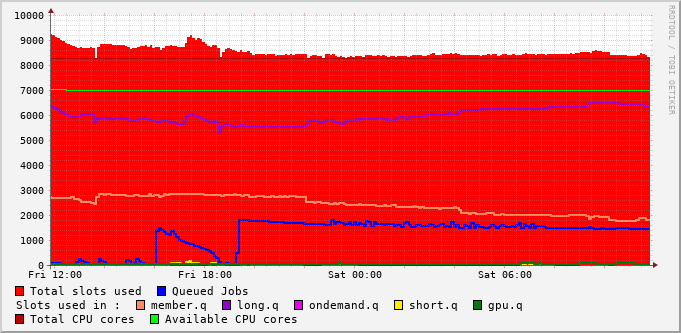 10000
9000
8000
7000
6000
5000
4000
3000
2000
1000
0
Fri 12:00 Fri 18:00 Sat 00:00 Sat 06:00
RRDTOOL / TOBI OETIKER
Total slots used Queued Jobs
Slots used in : member.q long.q ondemand.q short.q gpu.q
Total CPU cores Available CPU cores